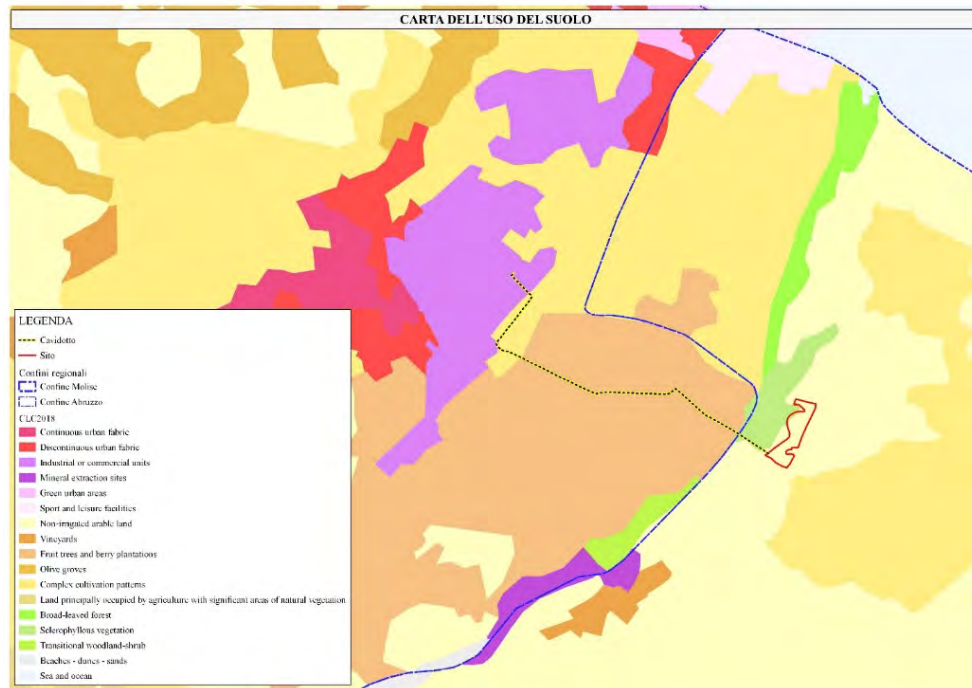 CARTA DELL'USO DEL SUOLO
LEGENDA
Cavidotto
Sito
Confini regionali
Confine Molise
Confine Abruzzo
CLC2018
Continuous urban fabric
Discontinuous urban fabric
Industrial or commercial units
Mineral extraction sites
Green urban areas
Sport and leisure facilities
Non-irrigated arable land
Vineyards
Fruit trees and berry plantations
Olive groves
Complex cultivation patterns
Land principally occupied by agriculture with significant areas of natural vegetation
Broad-leaved forest
Sclerophyllous vegetation
Transitional woodland-shrub
Beaches - dunes - sands
Sea and ocean